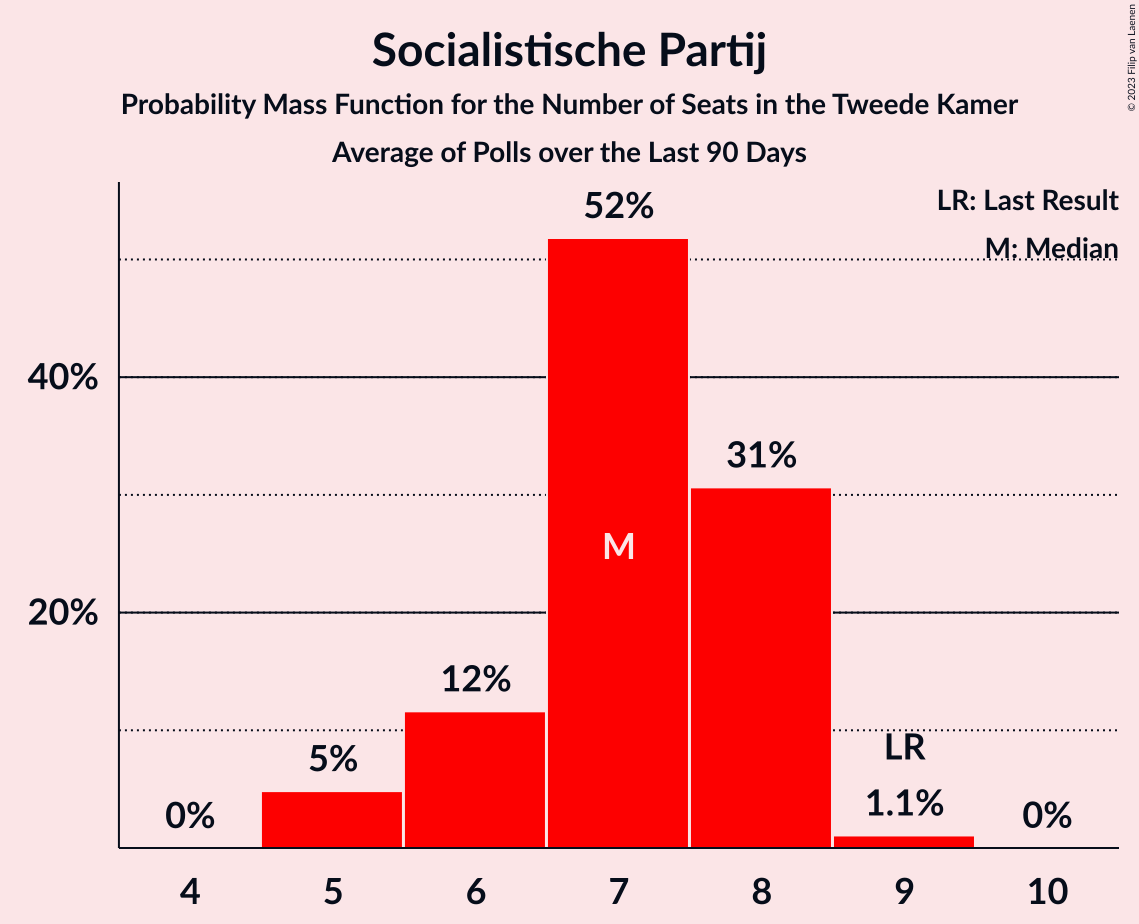 Socialistische Partij
Probability Mass Function for the Number of Seats in the Tweede Kamer
Average of Polls over the Last 90 Days
© 2023 Filip van Laenen
LR: Last Result
M: Median
52%
40%
31%
M
20%
12%
5%
LR
1.1%
0%
0%
4 5 6 7 8 9 10